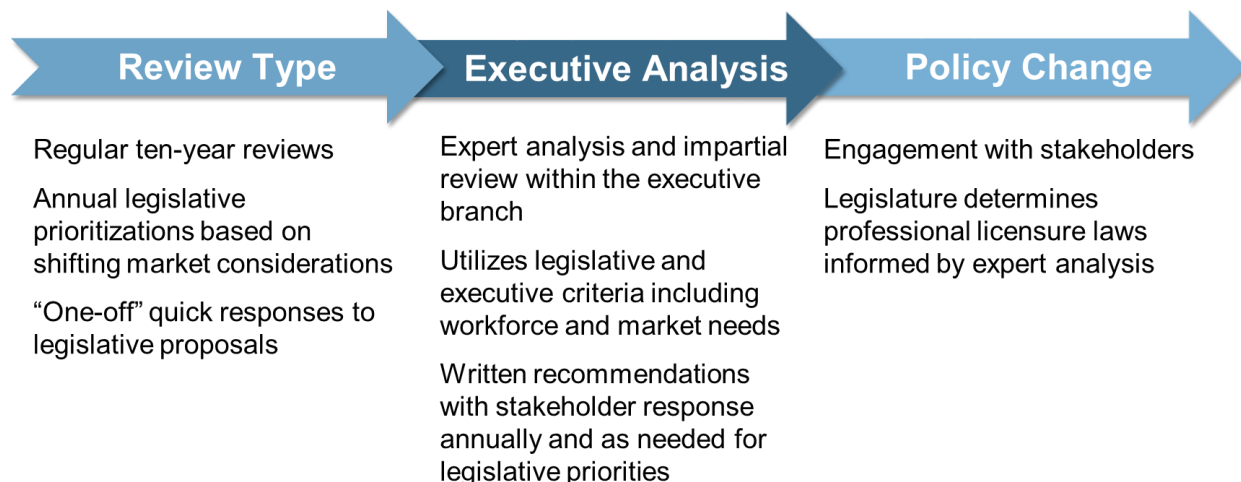 Review Type
Executive Analysis
Policy Change
Regular ten-year reviews
Annual legislative
prioritizations based on
shifting market considerations
“One-off” quick responses to
legislative proposals
Expert analysis and impartial
review within the executive
branch
Utilizes legislative and
executive criteria including
workforce and market needs
Written recommendations
with stakeholder response
annually and as needed for
legislative priorities
Engagement with stakeholders
Legislature determines
professional licensure laws
informed by expert analysis